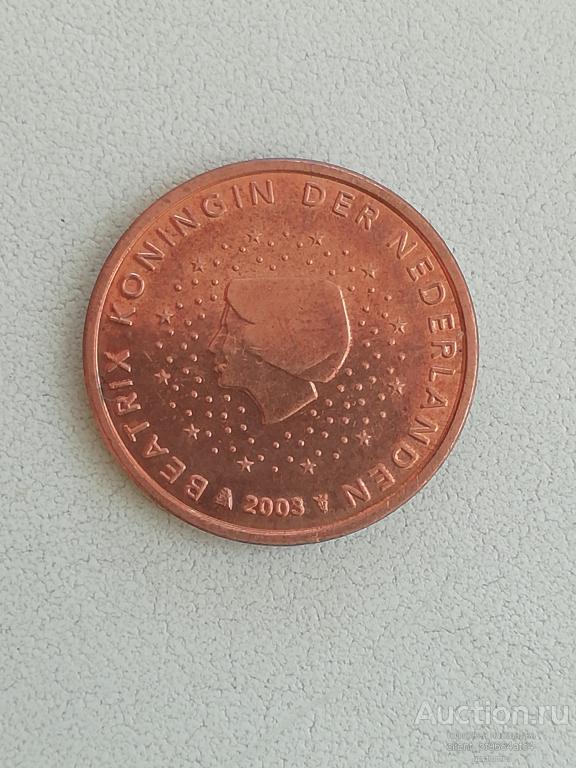 BEATRIX KONINGIN DER NEDERLANDEN
2003
Auction.ru